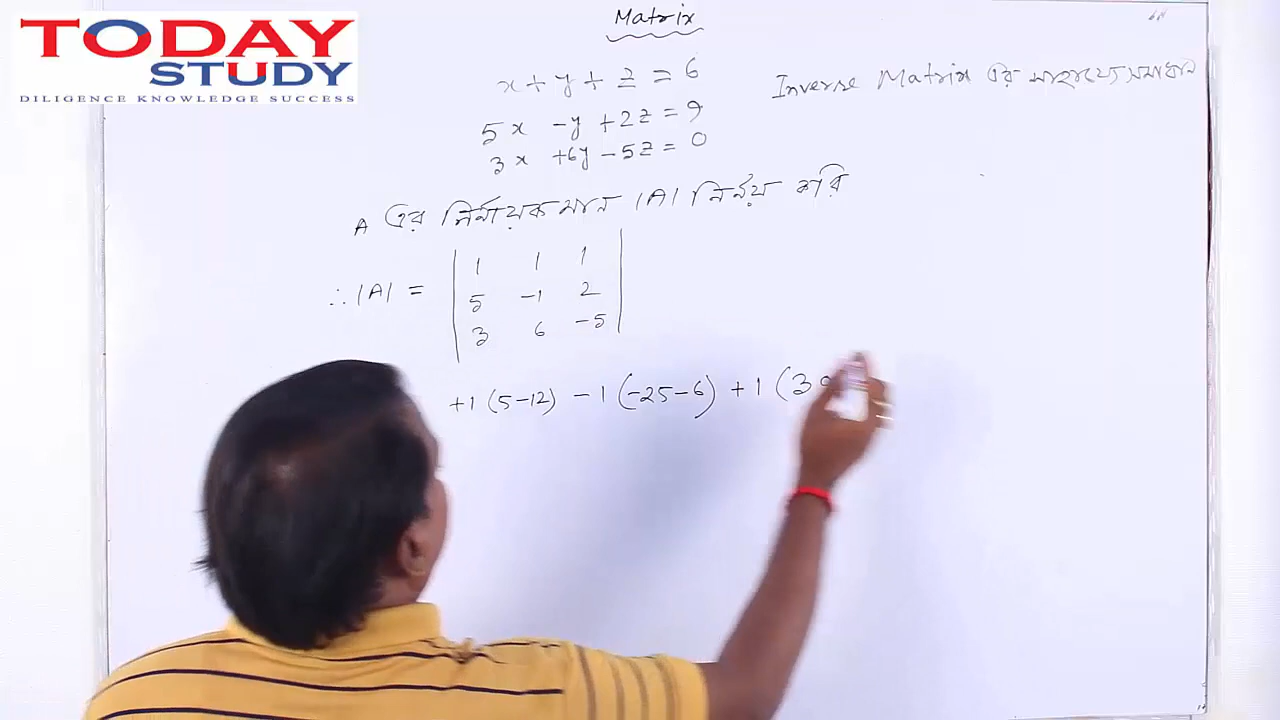 TODAY
STUDY
DILIGENCE KNOWLEDGE SUCCESS
Matrix
x + y + z = 6
Inverse Matrix এর সাহায্যে সমাধান
5x - y + 2z = 9
3x + 6y - 5z = 0
A এর নির্ণায়ক মান |A| নির্ণয় করি
∴ |A| = | 1 1 1 |
| 5 -1 2 |
| 3 6 -5 |
+1 (5-12) - 1 (-25-6) + 1 (3